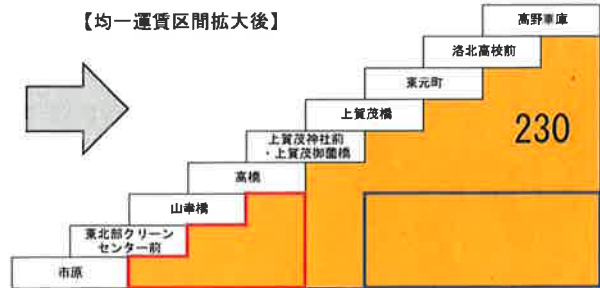 【均一運賃区間拡大後】
高野車庫
洛北高校前
東元町
上賀茂橋
230
上賀茂神社前
・上賀茂御薗橋
高橋
山幸橋
東北部クリーン
センター前
市原